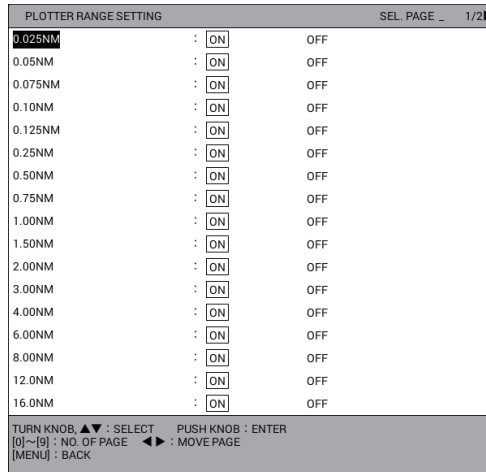 PLOTTER RANGE SETTING SEL. PAGE _ 1/2
0.025NM : ON OFF
0.05NM : ON OFF
0.075NM : ON OFF
0.10NM : ON OFF
0.125NM : ON OFF
0.25NM : ON OFF
0.50NM : ON OFF
0.75NM : ON OFF
1.00NM : ON OFF
1.50NM : ON OFF
2.00NM : ON OFF
3.00NM : ON OFF
4.00NM : ON OFF
6.00NM : ON OFF
8.00NM : ON OFF
12.0NM : ON OFF
16.0NM : ON OFF
TURN KNOB, ▲▼ : SELECT PUSH KNOB : ENTER
[0]~[9] : NO. OF PAGE ◀▶ : MOVE PAGE
[MENU] : BACK